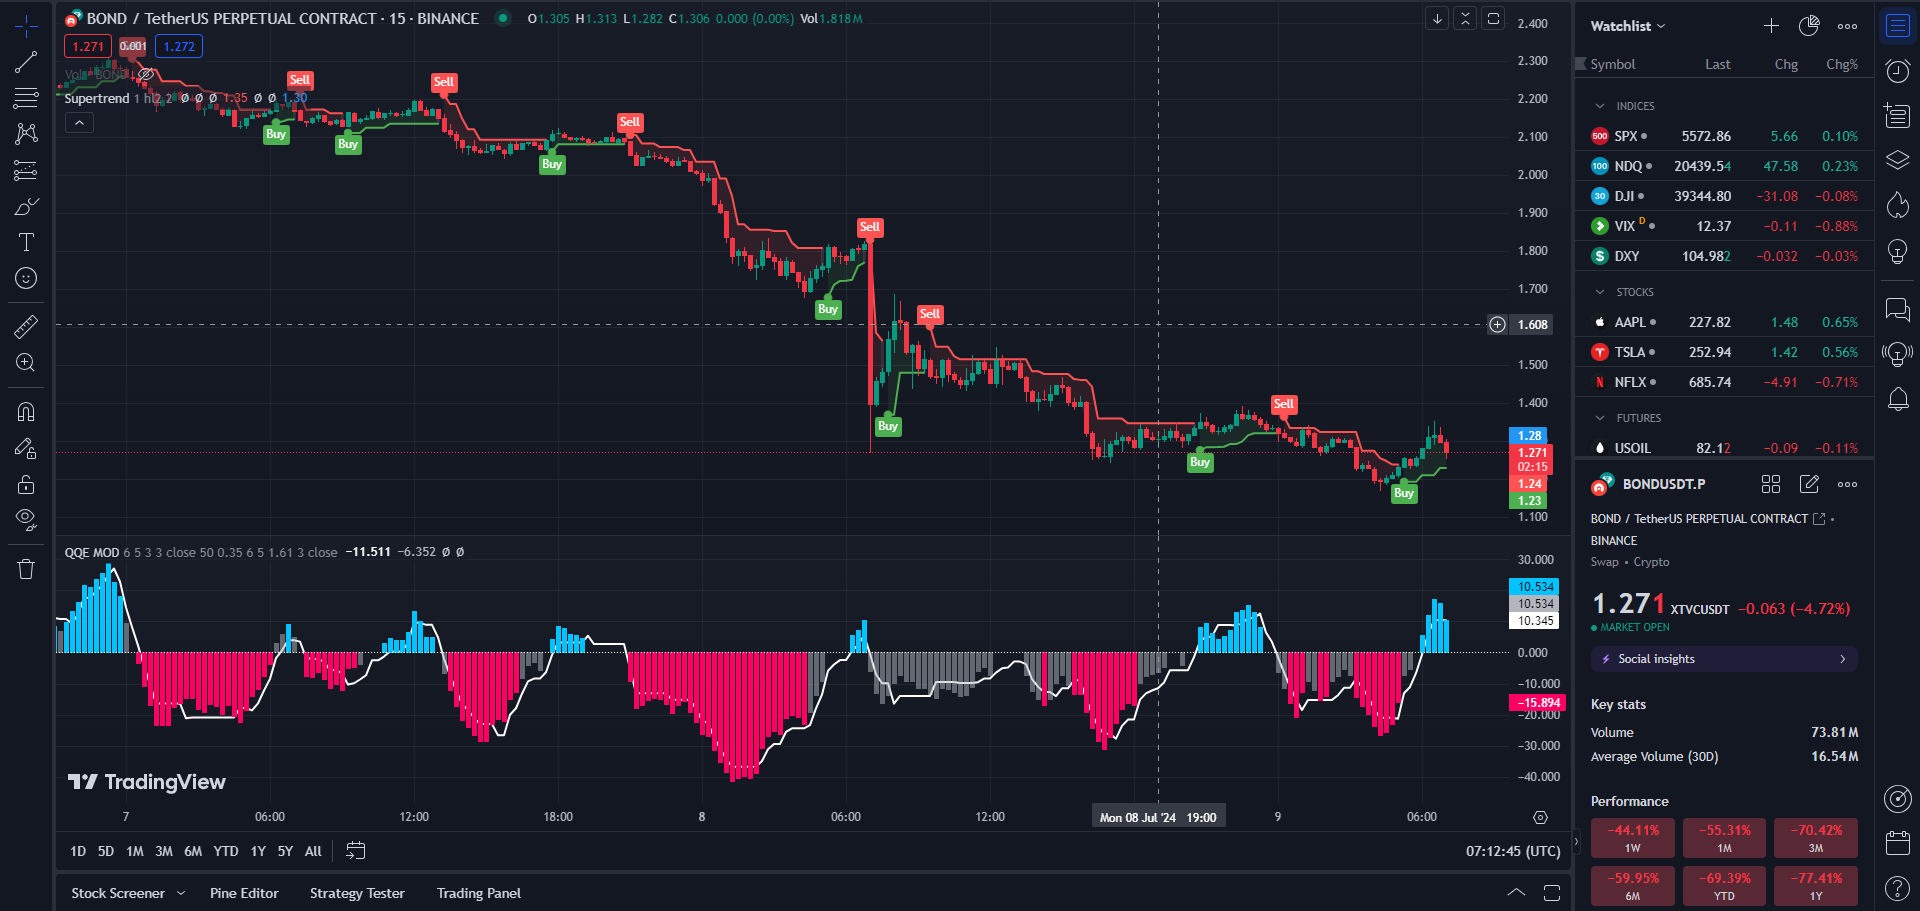 BOND / TetherUS PERPETUAL CONTRACT · 15 · BINANCE O1.305 H1.313 L1.282 C1.306 0.000 (0.00%) Vol1.818M
1.271 1.272
Supertrend 1 hl2 2 Ø Ø Ø 1.35 Ø Ø 1.30
Sell
Sell
Sell
Buy
Buy
Buy
Sell
Buy
Sell
Buy
Sell
Buy
Buy
2.400
2.300
2.200
2.100
2.000
1.900
1.800
1.700
1.608
1.500
1.400
1.28
1.271
02:15
1.24
1.23
1.100
QQE MOD 6 5 3 3 close 50 0.35 6 5 1.61 3 close −11.511 −6.352 Ø Ø
30.000
10.534
10.534
10.345
0.000
−10.000
−15.894
−20.000
−30.000
−40.000
TradingView
7 06:00 12:00 18:00 8 06:00 12:00 Mon 08 Jul '24 19:00 9 06:00
1D 5D 1M 3M 6M YTD 1Y 5Y All 07:12:45 (UTC)
Stock Screener Pine Editor Strategy Tester Trading Panel
Watchlist
Symbol Last Chg Chg%
INDICES
500 SPX 5572.86 5.66 0.10%
100 NDQ 20439.54 47.58 0.23%
30 DJI 39344.80 −31.08 −0.08%
VIX D 12.37 −0.11 −0.88%
$ DXY 104.982 −0.032 −0.03%
STOCKS
AAPL 227.82 1.48 0.65%
TSLA 252.94 1.42 0.56%
N NFLX 685.74 −4.91 −0.71%
FUTURES
USOIL 82.12 −0.09 −0.11%
BONDUSDT.P
BOND / TetherUS PERPETUAL CONTRACT •
BINANCE
Swap • Crypto
1.271 XTVCUSDT −0.063 (−4.72%)
MARKET OPEN
Social insights
Key stats
Volume 73.81M
Average Volume (30D) 16.54M
Performance
−44.11% −55.31% −70.42%
1W 1M 3M
−59.95% −69.39% −77.41%
6M YTD 1Y